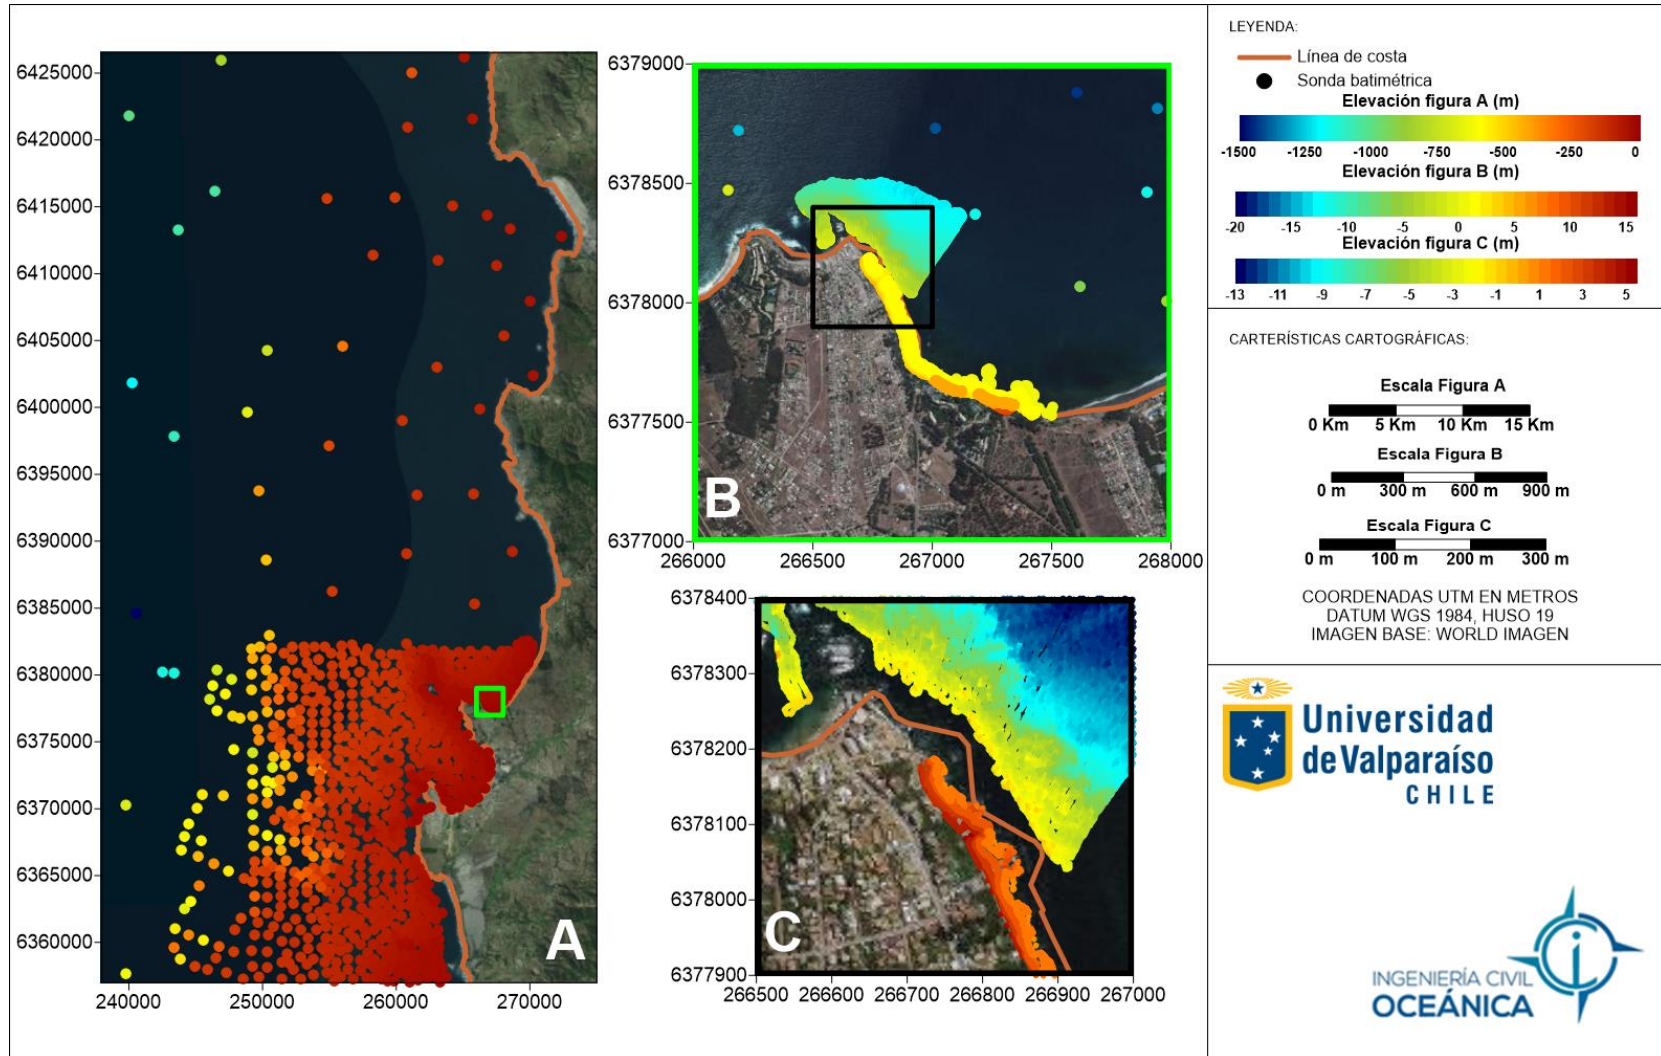 6425000
6420000
6415000
6410000
6405000
6400000
6395000
6390000
6385000
6380000
6375000
6370000
6365000
6360000
240000 250000 260000 270000
A
6379000
6378500
6378000
6377500
6377000
266000 266500 267000 267500 268000
B
6378400
6378300
6378200
6378100
6378000
6377900
266500 266600 266700 266800 266900 267000
C
LEYENDA:
Línea de costa
Sonda batimétrica
Elevación figura A (m)
-1500 -1250 -1000 -750 -500 -250 0
Elevación figura B (m)
-20 -15 -10 -5 0 5 10 15
Elevación figura C (m)
-13 -11 -9 -7 -5 -3 -1 1 3 5
CARTERÍSTICAS CARTOGRÁFICAS:
Escala Figura A
0 Km 5 Km 10 Km 15 Km
Escala Figura B
0 m 300 m 600 m 900 m
Escala Figura C
0 m 100 m 200 m 300 m
COORDENADAS UTM EN METROS
DATUM WGS 1984, HUSO 19
IMAGEN BASE: WORLD IMAGEN
Universidad
de Valparaíso
CHILE
INGENIERÍA CIVIL
OCEÁNICA